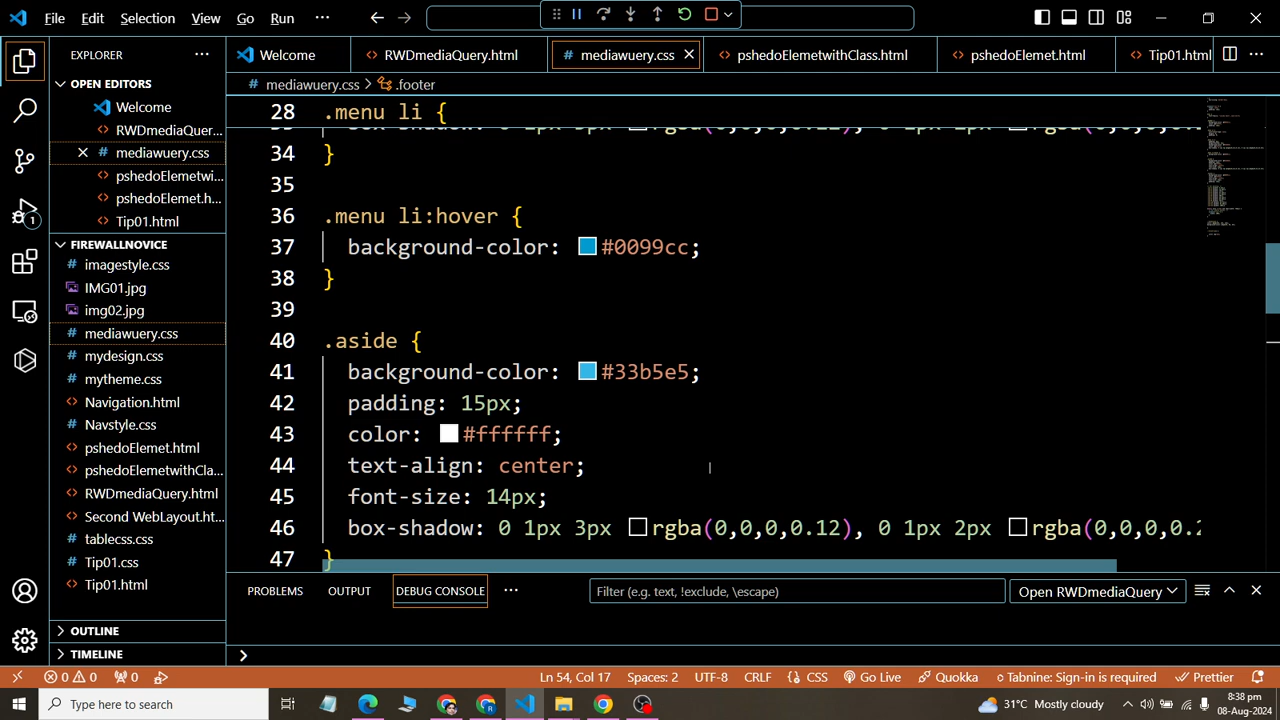 File Edit Selection View Go Run ...
Welcome RWDmediaQuery.html # mediawuery.css pshedoElemetwithClass.html pshedoElemet.html Tip01.html
EXPLORER
# mediawuery.css > .footer
OPEN EDITORS
Welcome
RWDmediaQuer...
# mediawuery.css
pshedoElemetwi...
pshedoElemet.h...
Tip01.html
FIREWALLNOVICE
# imagestyle.css
IMG01.jpg
img02.jpg
# mediawuery.css
# mydesign.css
# mytheme.css
Navigation.html
# Navstyle.css
pshedoElemet.html
pshedoElemetwithCla...
RWDmediaQuery.html
Second WebLayout.ht...
# tablecss.css
# Tip01.css
Tip01.html
OUTLINE
TIMELINE
28 .menu li {
34 }
35
36 .menu li:hover {
37 background-color: #0099cc;
38 }
39
40 .aside {
41 background-color: #33b5e5;
42 padding: 15px;
43 color: #ffffff;
44 text-align: center;
45 font-size: 14px;
46 box-shadow: 0 1px 3px rgba(0,0,0,0.12), 0 1px 2px rgba(0,0,0,0.2
47 }
PROBLEMS OUTPUT DEBUG CONSOLE ... Filter (e.g. text, !exclude, \escape) Open RWDmediaQuery
1
>
0 0 0 Ln 54, Col 17 Spaces: 2 UTF-8 CRLF {} CSS Go Live Quokka Tabnine: Sign-in is required Prettier
Type here to search 31°C Mostly cloudy 8:38 pm
08-Aug-2024